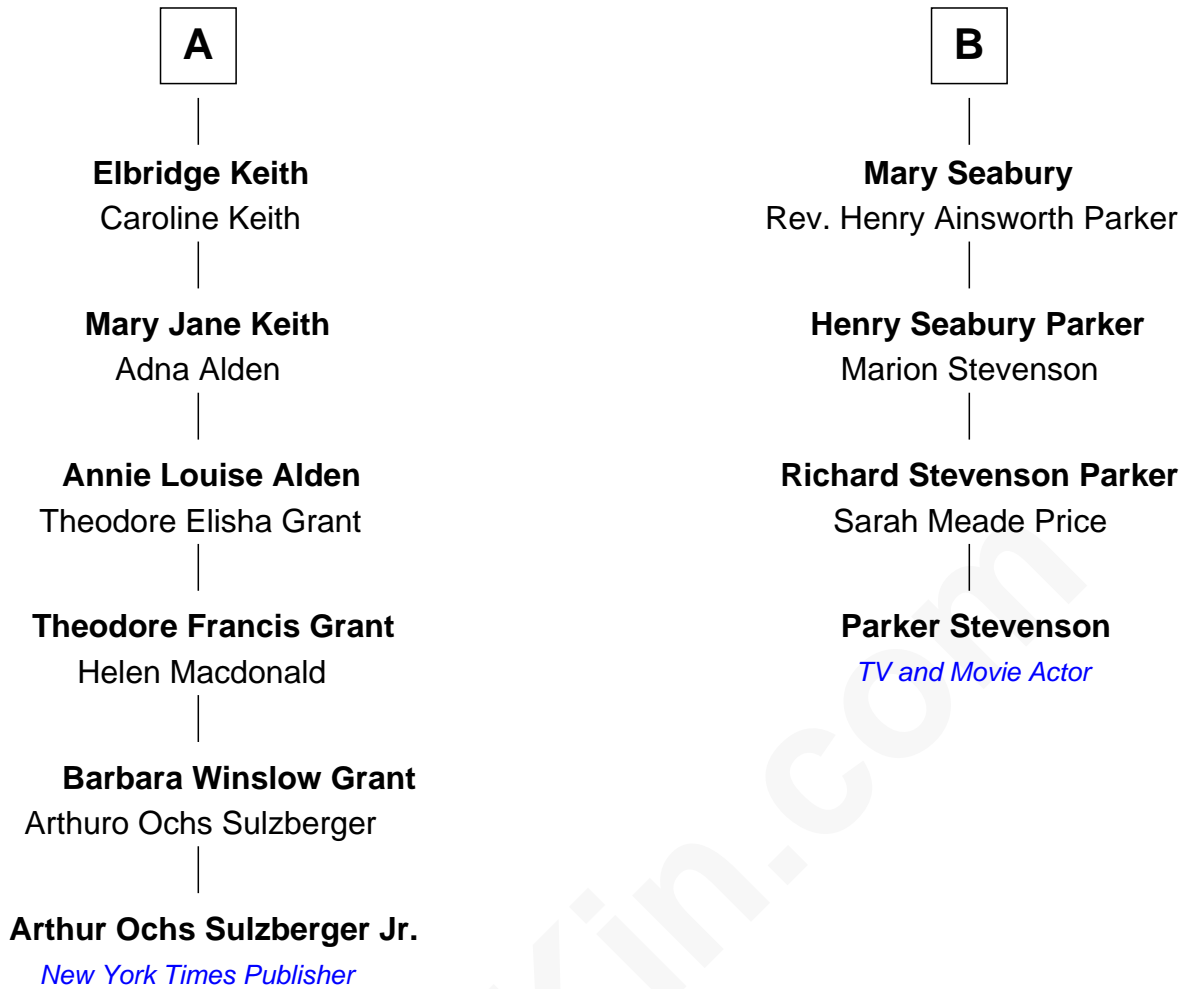 A
Elbridge Keith
Caroline Keith
Mary Jane Keith
Adna Alden
Annie Louise Alden
Theodore Elisha Grant
Theodore Francis Grant
Helen Macdonald
Barbara Winslow Grant
Arthuro Ochs Sulzberger
Arthur Ochs Sulzberger Jr.
New York Times Publisher
B
Mary Seabury
Rev. Henry Ainsworth Parker
Henry Seabury Parker
Marion Stevenson
Richard Stevenson Parker
Sarah Meade Price
Parker Stevenson
TV and Movie Actor